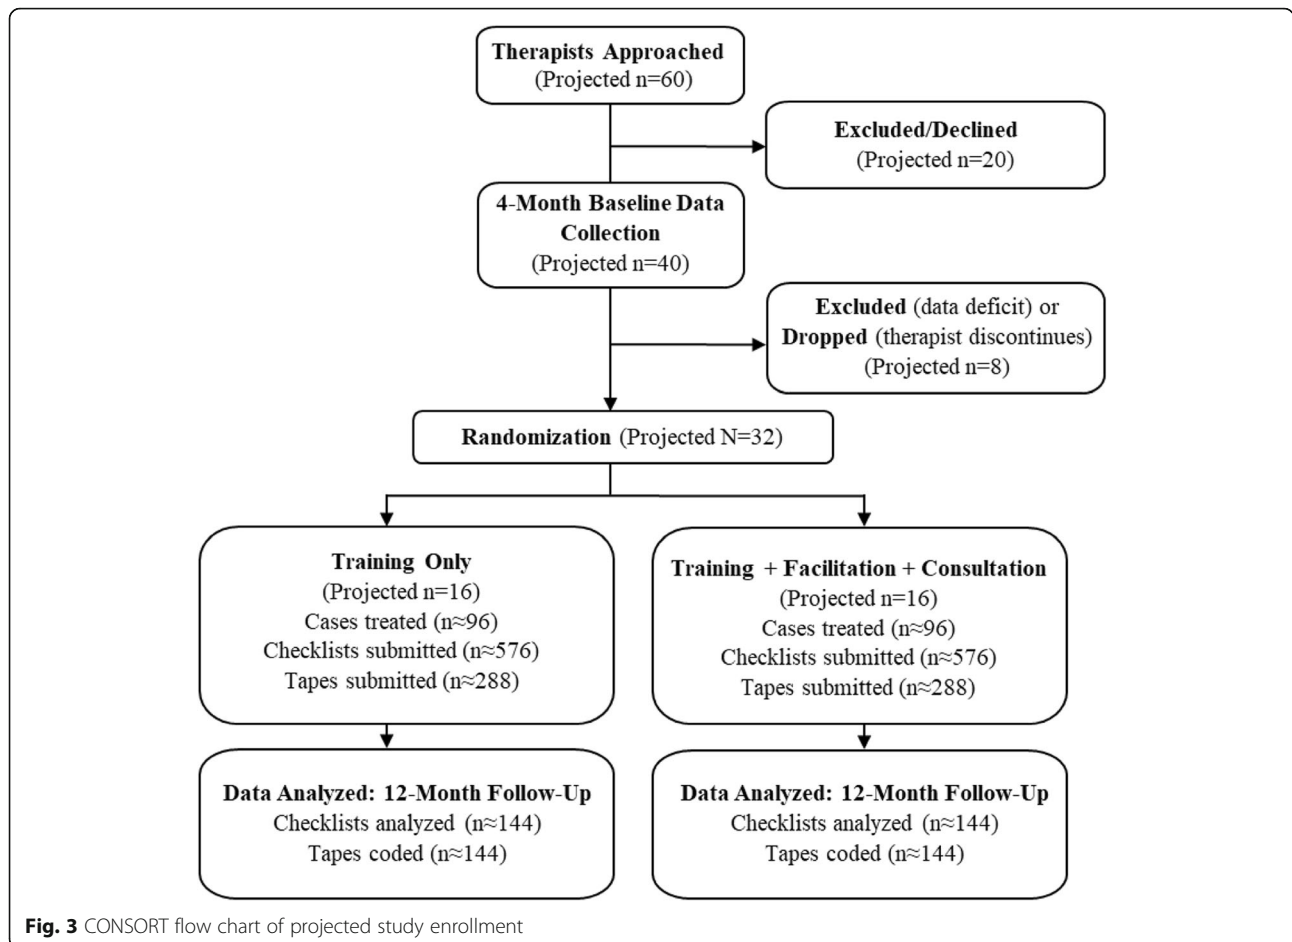 Therapists Approached
(Projected n=60)
Excluded/Declined
(Projected n=20)
4-Month Baseline Data
Collection
(Projected n=40)
Excluded (data deficit) or
Dropped (therapist discontinues)
(Projected n=8)
Randomization (Projected N=32)
Training Only
(Projected n=16)
Cases treated (n≈96)
Checklists submitted (n≈576)
Tapes submitted (n≈288)
Training + Facilitation + Consultation
(Projected n=16)
Cases treated (n≈96)
Checklists submitted (n≈576)
Tapes submitted (n≈288)
Data Analyzed: 12-Month Follow-Up
Checklists analyzed (n≈144)
Tapes coded (n≈144)
Data Analyzed: 12-Month Follow-Up
Checklists analyzed (n≈144)
Tapes coded (n≈144)
Fig. 3 CONSORT flow chart of projected study enrollment